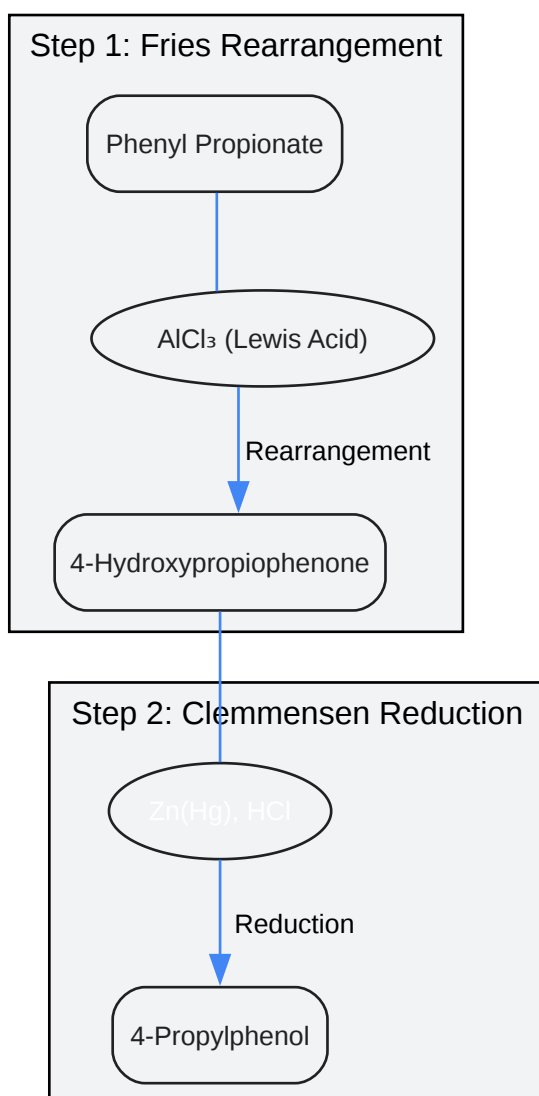 Step 1: Fries Rearrangement
Phenyl Propionate
AlCl₃ (Lewis Acid)
Rearrangement
4-Hydroxypropiophenone
Step 2: Clemmensen Reduction
Zn(Hg), HCl
Reduction
4-Propylphenol